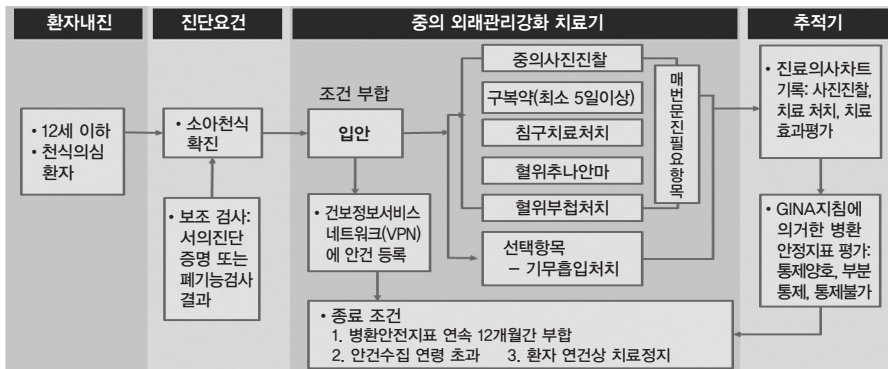 환자내진
진단요건
중의 외래관리강화 치료기
추적기
• 12세 이하
• 천식의심
환자
• 소아천식
확진
• 보조 검사:
서의진단
증명 또는
폐기능검사
결과
조건 부합
입안
• 건보정보서비스
네트워크(VPN)
에 안건 등록
중의사진진찰
구복약(최소 5일이상)
침구치료처치
혈위추나안마
혈위부첩처치
매번문진필요항목
선택항목
– 기무흡입처치
• 진료의사차트
기록: 사진진찰,
치료 처치, 치료
효과평가
• GINA지침에
의거한 병환
안정지표 평가:
통제양호, 부분
통제, 통제불가
• 종료 조건
1. 병환안전지표 연속 12개월간 부합
2. 안건수집 연령 초과 3. 환자 연건상 치료정지